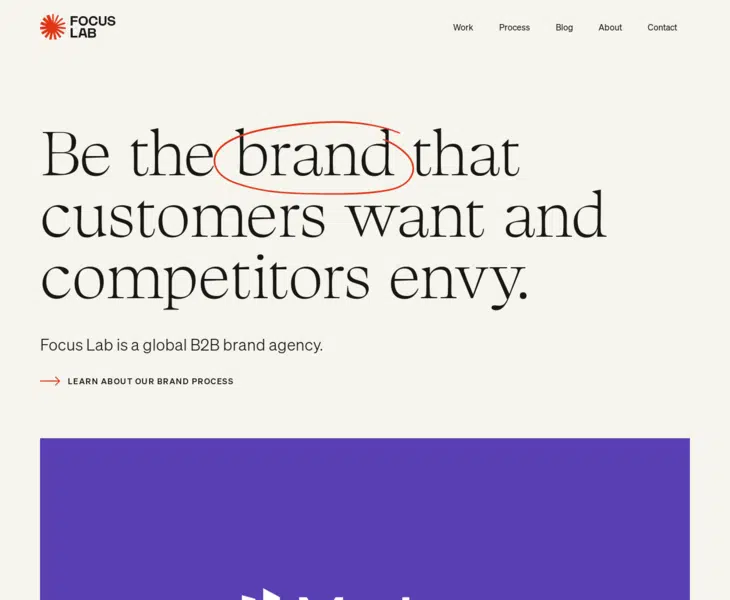 FOCUS
LAB
Work Process Blog About Contact
Be the brand that
customers want and
competitors envy.
Focus Lab is a global B2B brand agency.
LEARN ABOUT OUR BRAND PROCESS